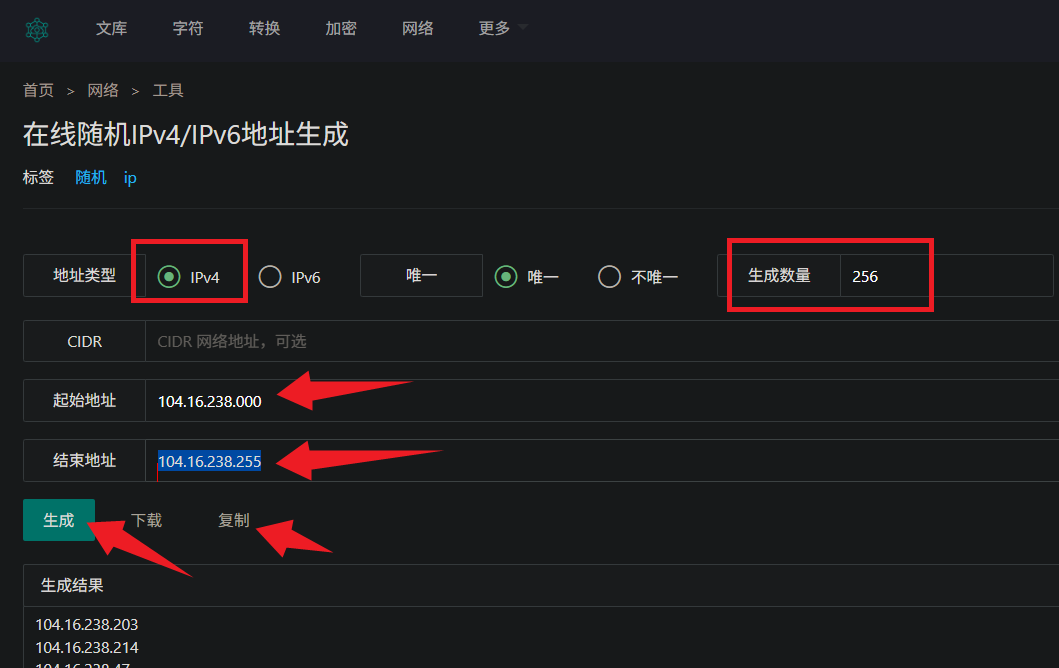 文库 字符 转换 加密 网络 更多
首页 > 网络 > 工具
在线随机IPv4/IPv6地址生成
标签 随机 ip
地址类型 IPv4 IPv6 唯一 唯一 不唯一 生成数量 256
CIDR CIDR 网络地址，可选
起始地址 104.16.238.000
结束地址 104.16.238.255
生成 下载 复制
生成结果
104.16.238.203
104.16.238.214
104.16.238.47